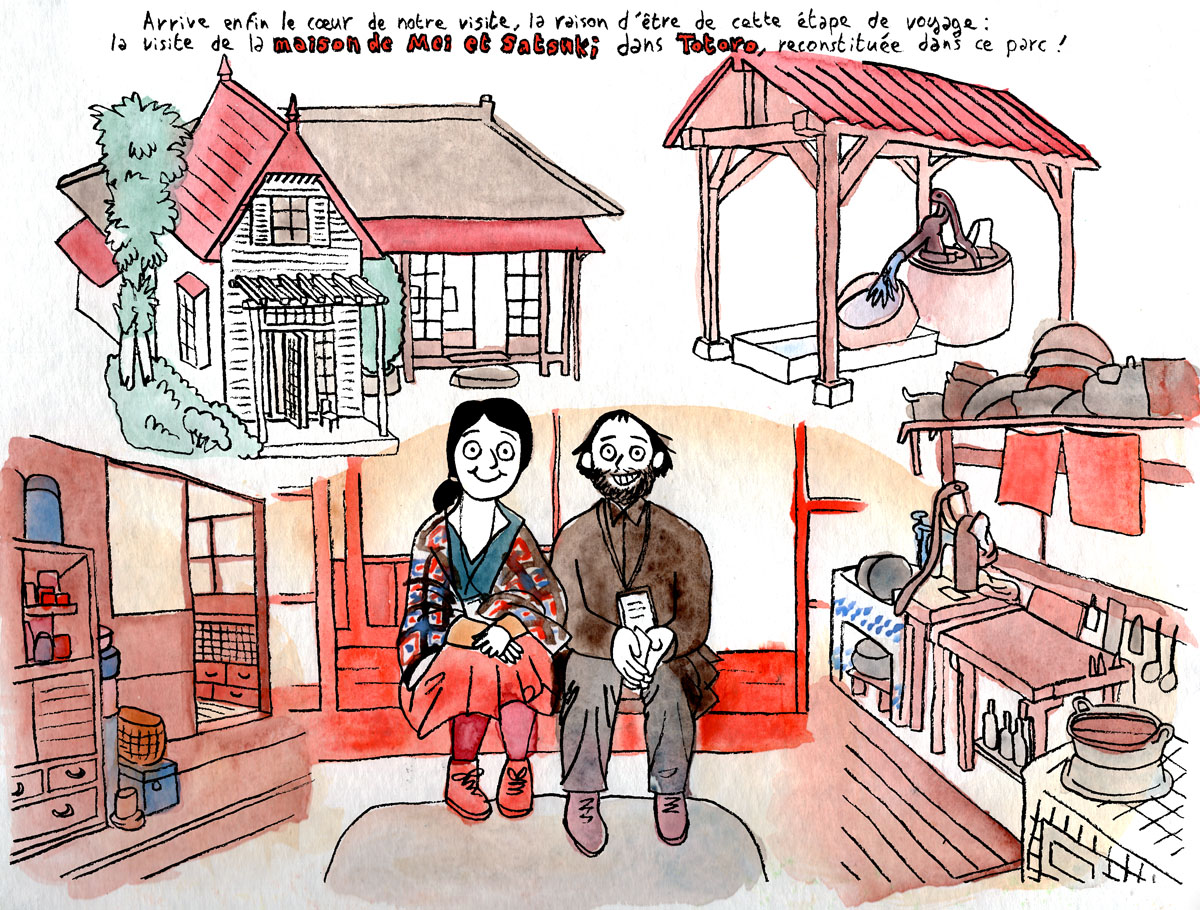 Arrive enfin le cœur de notre visite, la raison d'être de cette étape de voyage :
la visite de la maison de Mei et Satsuki dans Totoro, reconstituée dans ce parc !